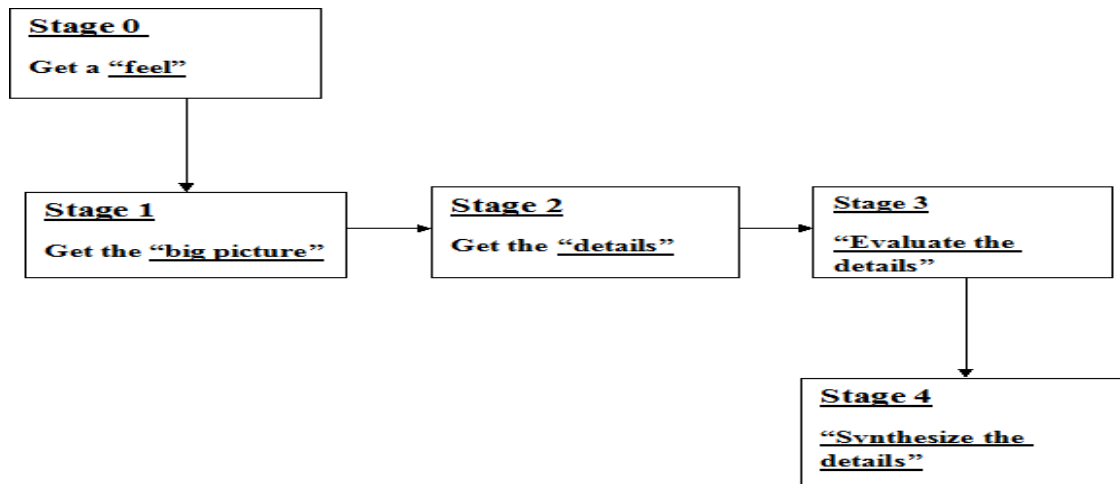 Stage 0
Get a “feel”
Stage 1
Get the “big picture”
Stage 2
Get the “details”
Stage 3
“Evaluate the
details”
Stage 4
“Synthesize the
details”